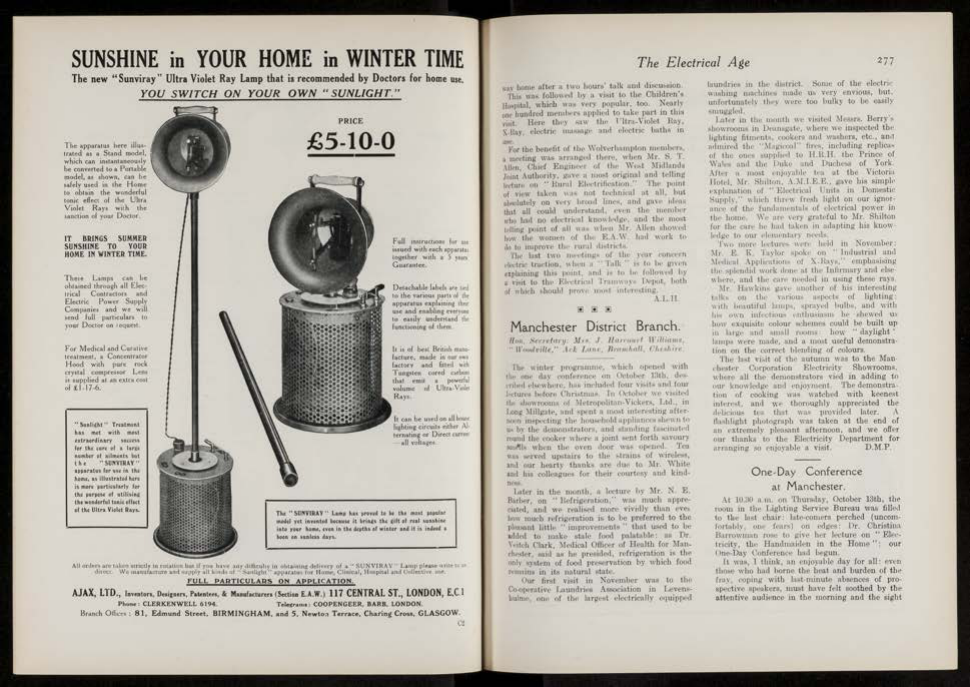 SUNSHINE in YOUR HOME in WINTER TIME
The new "Sunviray" Ultra Violet Ray Lamp that is recommended by Doctors for home use.
YOU SWITCH ON YOUR OWN "SUNLIGHT."
PRICE
£5-10-0
The apparatus here illus-
trated as a Stand model,
which can instantaneously
be converted to a Portable
model, as shown, can be
safely used in the Home
to obtain the wonderful
tonic effect of the Ultra
Violet Rays with the
sanction of your Doctor.
IT BRINGS SUMMER
SUNSHINE TO YOUR
HOME IN WINTER TIME.
These Lamps can be
obtained through all Elec-
trical Contractors and
Electric Power Supply
Companies and we will
send full particulars to
your Doctor on request.
For Medical and Curative
treatment, a Concentrator
Hood with pure rock
crystal compressor Lens
is supplied at an extra cost
of £1-17-6.
"Sunlight" Treatment
has met with most
extraordinary success
for the cure of a large
number of ailments but
the "SUNVIRAY"
apparatus for use in the
home, as illustrated here
is more particularly for
the purpose of utilising
the wonderful tonic effect
of the Ultra Violet Rays.
Full instructions for use
issued with each apparatus
together with a 5 years
Guarantee.
Detachable labels are tied
to the various parts of the
apparatus explaining their
use and enabling everyone
to easily understand the
functioning of them.
It is of best British manu-
facture, made in our own
factory and fitted with
Tungsten cored carbons
that emit a powerful
volume of Ultra-Violet
Rays.
It can be used on all house
lighting circuits either Al-
ternating or Direct current
—all voltages.
The "SUNVIRAY" Lamp has proved to be the most popular
model yet invented because it brings the gift of real sunshine
into your home, even in the depths of winter and it is indeed a
boon on sunless days.
All orders are taken strictly in rotation but if you have any difficulty in obtaining delivery of a "SUNVIRAY" Lamp please write to us
direct. We manufacture and supply all kinds of "Sunlight" apparatus for Home, Clinical, Hospital and Collective use.
FULL PARTICULARS ON APPLICATION.
AJAX, LTD., Inventors, Designers, Patentees, & Manufacturers (Section E.A.W.) 117 CENTRAL ST., LONDON, E.C.1
Phone: CLERKENWELL 6194. Telegrams: COOPENGEER, BARB, LONDON.
Branch Offices: 81, Edmund Street, BIRMINGHAM, and 5, Newton Terrace, Charing Cross, GLASGOW.
The Electrical Age 277
way home after a two hours' talk and discussion.
This was followed by a visit to the Children's
Hospital, which was very popular, too. Nearly
one hundred members applied to take part in this
visit. Here they saw the Ultra-Violet Ray,
X-Ray, electric massage and electric baths in
use.
For the benefit of the Wolverhampton members,
a meeting was arranged there, when Mr. S. T.
Allen, Chief Engineer of the West Midlands
Joint Authority, gave a most original and telling
lecture on "Rural Electrification." The point
of view taken was not technical at all, but
absolutely on very broad lines, and gave ideas
that all could understand, even the member
who had no electrical knowledge, and the most
telling point of all was when Mr. Allen showed
how the women of the E.A.W. had work to
do to improve the rural districts.
The last two meetings of the year concern
electric traction, when a "Talk" is to be given
explaining this point, and is to be followed by
a visit to the Electrical Tramways Depot, both
of which should prove most interesting.
A.L.H.
Manchester District Branch.
Hon. Secretary: Mrs. J. Harcourt Williams,
"Woodville," Ack Lane, Bramhall, Cheshire.
The winter programme, which opened with
the one day conference on October 13th, des-
cribed elsewhere, has included four visits and four
lectures before Christmas. In October we visited
the showrooms of Metropolitan-Vickers, Ltd., in
Long Millgate, and spent a most interesting after-
noon inspecting the household appliances shewn to
us by the demonstrators, and standing fascinated
round the cooker where a joint sent forth savoury
smells when the oven door was opened. Tea
was served upstairs to the strains of wireless,
and our hearty thanks are due to Mr. White
and his colleagues for their courtesy and kind-
ness.
Later in the month, a lecture by Mr. N. E.
Barber, on "Refrigeration," was much appre-
ciated, and we realised more vividly than ever
how much refrigeration is to be preferred to the
pleasant little "improvements" that used to be
added to make stale food palatable: as Dr.
Veitch Clark, Medical Officer of Health for Man-
chester, said as he presided, refrigeration is the
only system of food preservation by which food
remains in its natural state.
Our first visit in November was to the
Co-operative Laundries Association in Levens-
hulme, one of the largest electrically equipped
laundries in the district. Some of the electric
washing machines made us very envious, but,
unfortunately they were too bulky to be easily
smuggled.
Later in the month we visited Messrs. Berry's
showrooms in Deansgate, where we inspected the
lighting fitments, cookers and washers, etc., and
admired the "Magicoal" fires, including replicas
of the ones supplied to H.R.H. the Prince of
Wales and the Duke and Duchess of York.
After a most enjoyable tea at the Victoria
Hotel, Mr. Shilton, A.M.I.E.E., gave his simple
explanation of "Electrical Units in Domestic
Supply," which threw fresh light on our ignor-
ance of the fundamentals of electrical power in
the home. We are very grateful to Mr. Shilton
for the care he had taken in adapting his know-
ledge to our elementary needs.
Two more lectures were held in November:
Mr. E. K. Taylor spoke on "Industrial and
Medical Applications of X-Rays," emphasising
the splendid work done at the Infirmary and else-
where, and the care needed in using these rays.
Mr. Hawkins gave another of his interesting
talks on the various aspects of lighting:
with beautiful lamps, sprayed bulbs, and with
his own infectious enthusiasm he shewed us
how exquisite colour schemes could be built up
in large and small rooms: how "daylight"
lamps were made, and a most useful demonstra-
tion on the correct blending of colours.
The last visit of the autumn was to the Man-
chester Corporation Electricity Showrooms,
where all the demonstrators vied in adding to
our knowledge and enjoyment. The demonstra-
tion of cooking was watched with keenest
interest, and we thoroughly appreciated the
delicious tea that was provided later. A
flashlight photograph was taken at the end of
an extremely pleasant afternoon, and we offer
our thanks to the Electricity Department for
arranging so enjoyable a visit. D.M.P.
One-Day Conference
at Manchester.
At 10.30 a.m. on Thursday, October 13th, the
room in the Lighting Service Bureau was filled
to the last chair: late-comers perched (uncom-
fortably, one fears) on edges: Dr. Christina
Barrowman rose to give her lecture on "Elec-
tricity, the Handmaiden in the Home": our
One-Day Conference had begun.
It was, I think, an enjoyable day for all: even
those who had borne the heat and burden of the
fray, coping with last-minute absences of pro-
spective speakers, must have felt soothed by the
attentive audience in the morning and the sight